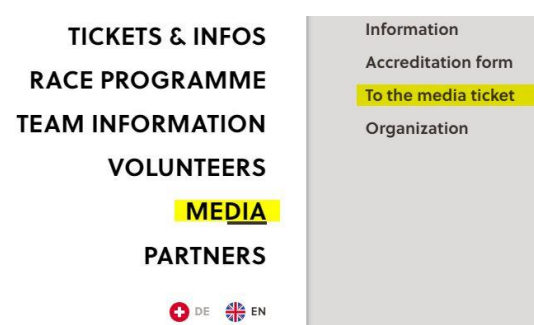 TICKETS & INFOS
RACE PROGRAMME
TEAM INFORMATION
VOLUNTEERS
MEDIA
PARTNERS
DE EN
Information
Accreditation form
To the media ticket
Organization